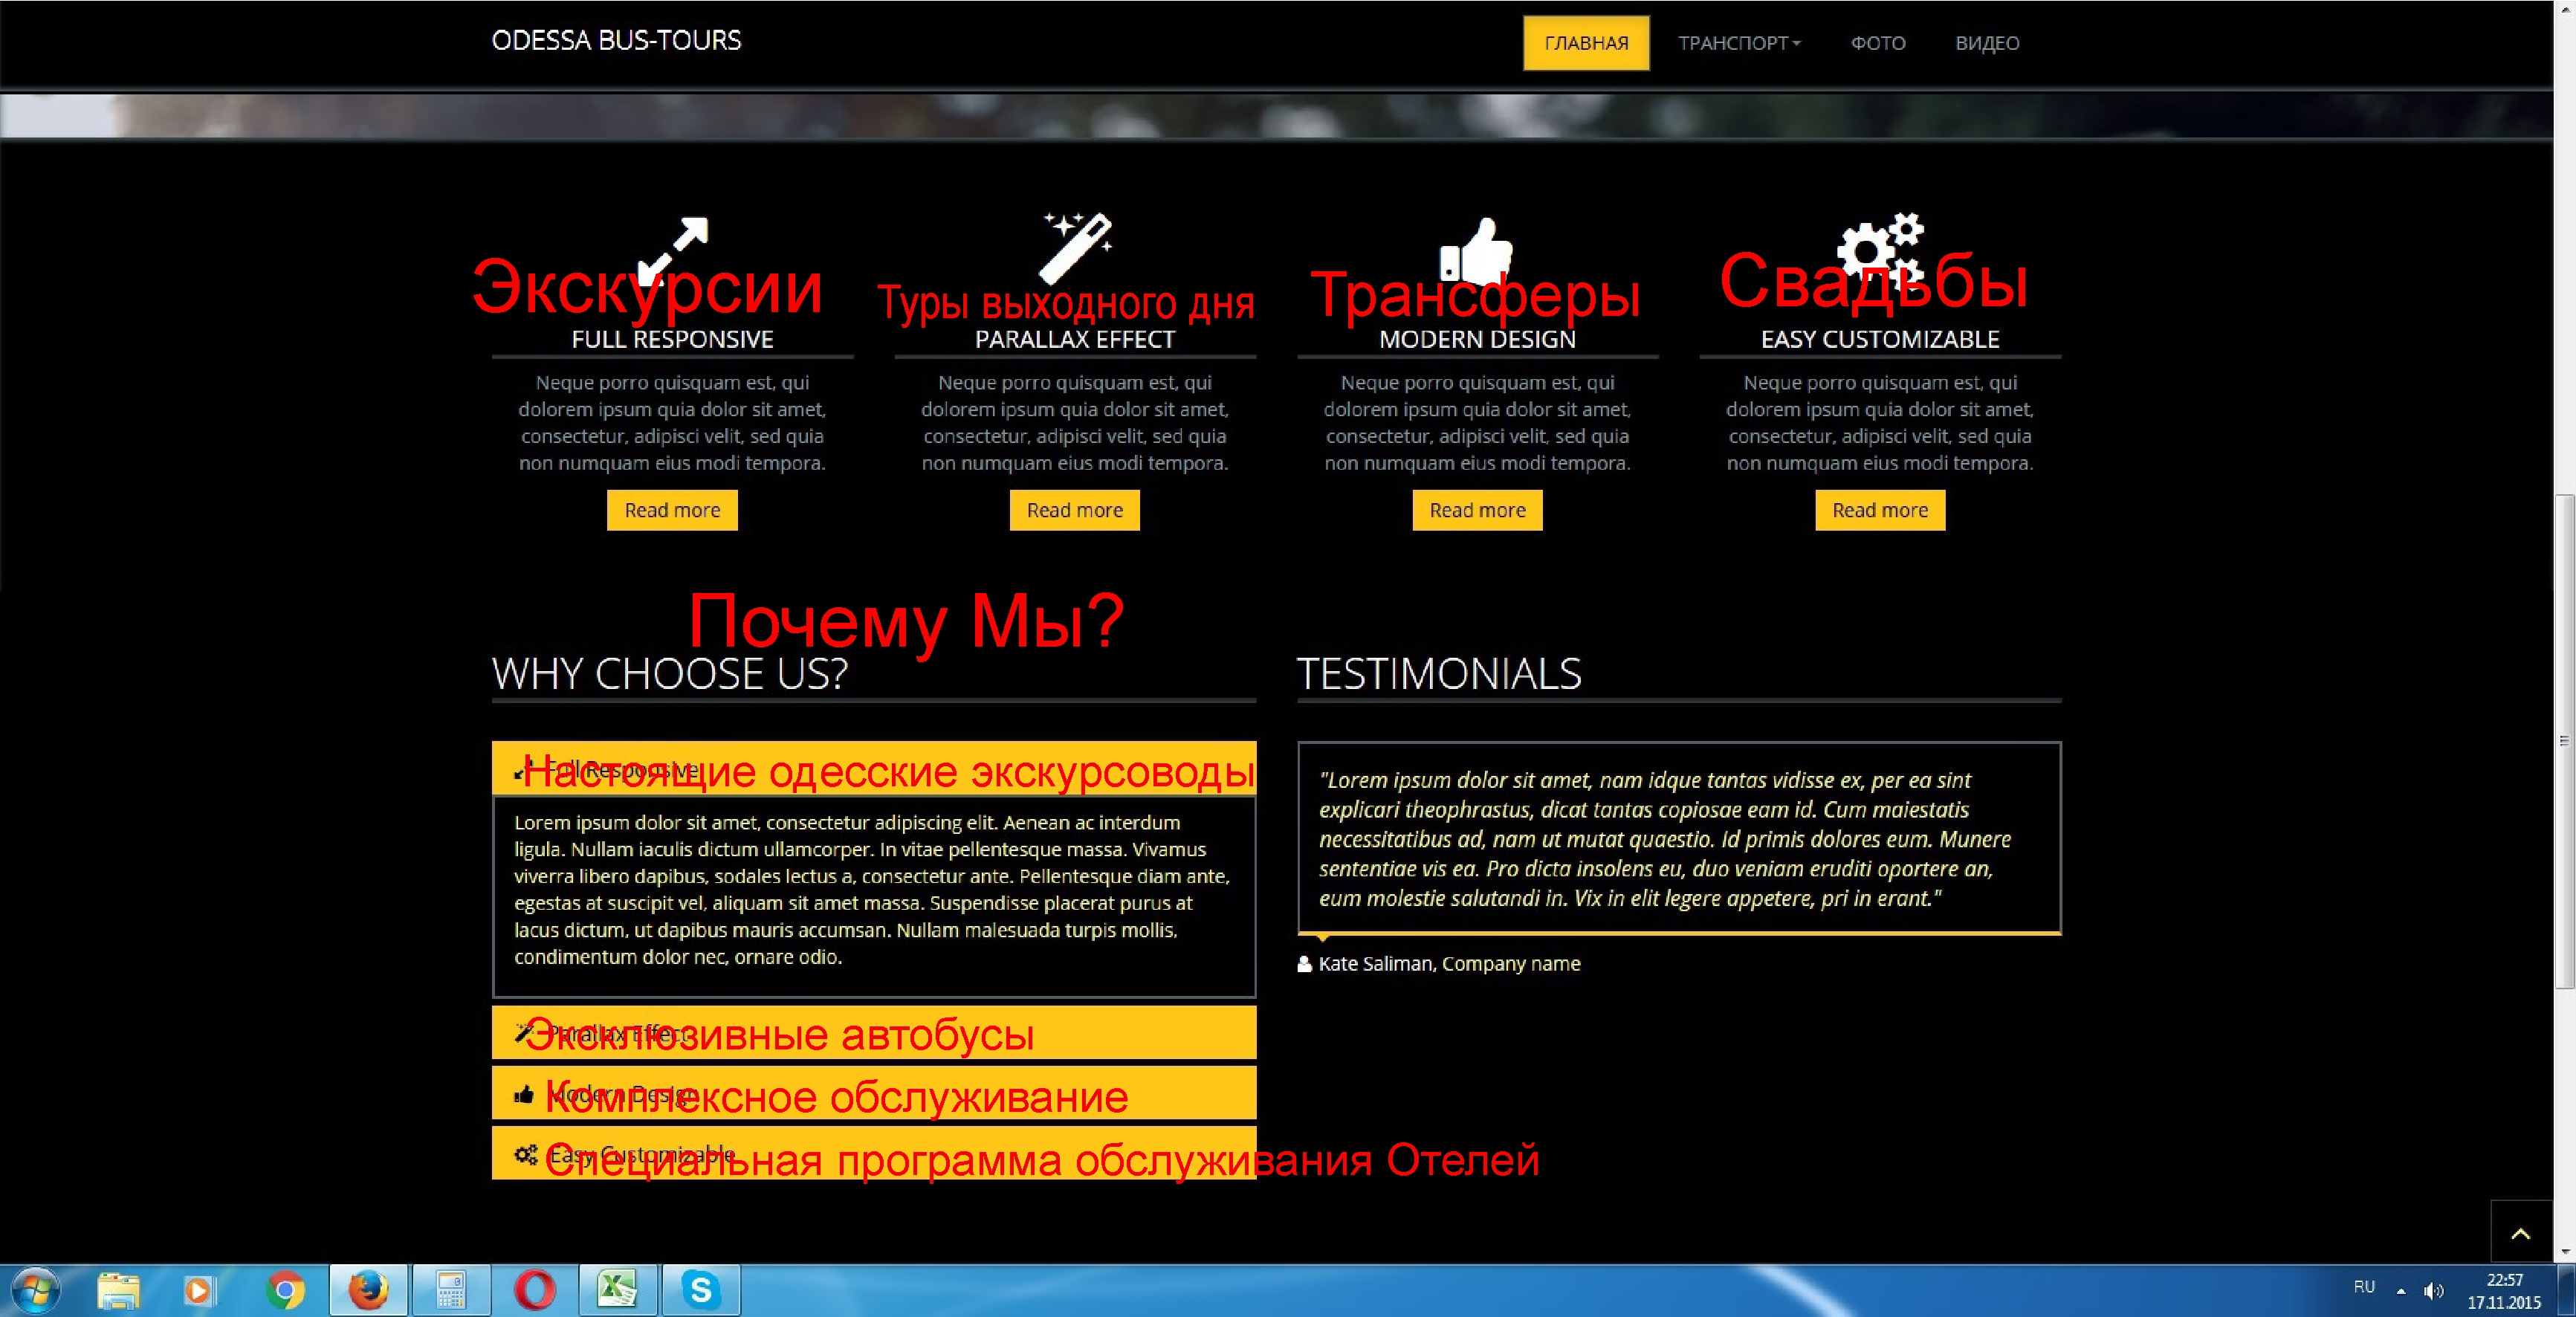 ODESSA BUS-TOURS
ГЛАВНАЯ ТРАНСПОРТ ФОТО ВИДЕО
Экскурсии
FULL RESPONSIVE
Neque porro quisquam est, qui
dolorem ipsum quia dolor sit amet,
consectetur, adipisci velit, sed quia
non numquam eius modi tempora.
Read more
Туры выходного дня
PARALLAX EFFECT
Neque porro quisquam est, qui
dolorem ipsum quia dolor sit amet,
consectetur, adipisci velit, sed quia
non numquam eius modi tempora.
Read more
Трансферы
MODERN DESIGN
Neque porro quisquam est, qui
dolorem ipsum quia dolor sit amet,
consectetur, adipisci velit, sed quia
non numquam eius modi tempora.
Read more
Свадьбы
EASY CUSTOMIZABLE
Neque porro quisquam est, qui
dolorem ipsum quia dolor sit amet,
consectetur, adipisci velit, sed quia
non numquam eius modi tempora.
Read more
Почему Мы?
WHY CHOOSE US?
Настоящие одесские экскурсоводы
Full Responsive
Lorem ipsum dolor sit amet, consectetur adipiscing elit. Aenean ac interdum
ligula. Nullam iaculis dictum ullamcorper. In vitae pellentesque massa. Vivamus
viverra libero dapibus, sodales lectus a, consectetur ante. Pellentesque diam ante,
egestas at suscipit vel, aliquam sit amet massa. Suspendisse placerat purus at
lacus dictum, ut dapibus mauris accumsan. Nullam malesuada turpis mollis,
condimentum dolor nec, ornare odio.
Эксклюзивные автобусы
Parallax Effect
Комплексное обслуживание
Modern Design
Специальная программа обслуживания Отелей
Easy Customizable
TESTIMONIALS
"Lorem ipsum dolor sit amet, nam idque tantas vidisse ex, per ea sint
explicari theophrastus, dicat tantas copiosae eam id. Cum maiestatis
necessitatibus ad, nam ut mutat quaestio. Id primis dolores eum. Munere
sententiae vis ea. Pro dicta insolens eu, duo veniam eruditi oportere an,
eum molestie salutandi in. Vix in elit legere appetere, pri in erant."
Kate Saliman, Company name
RU
22:57
17.11.2015